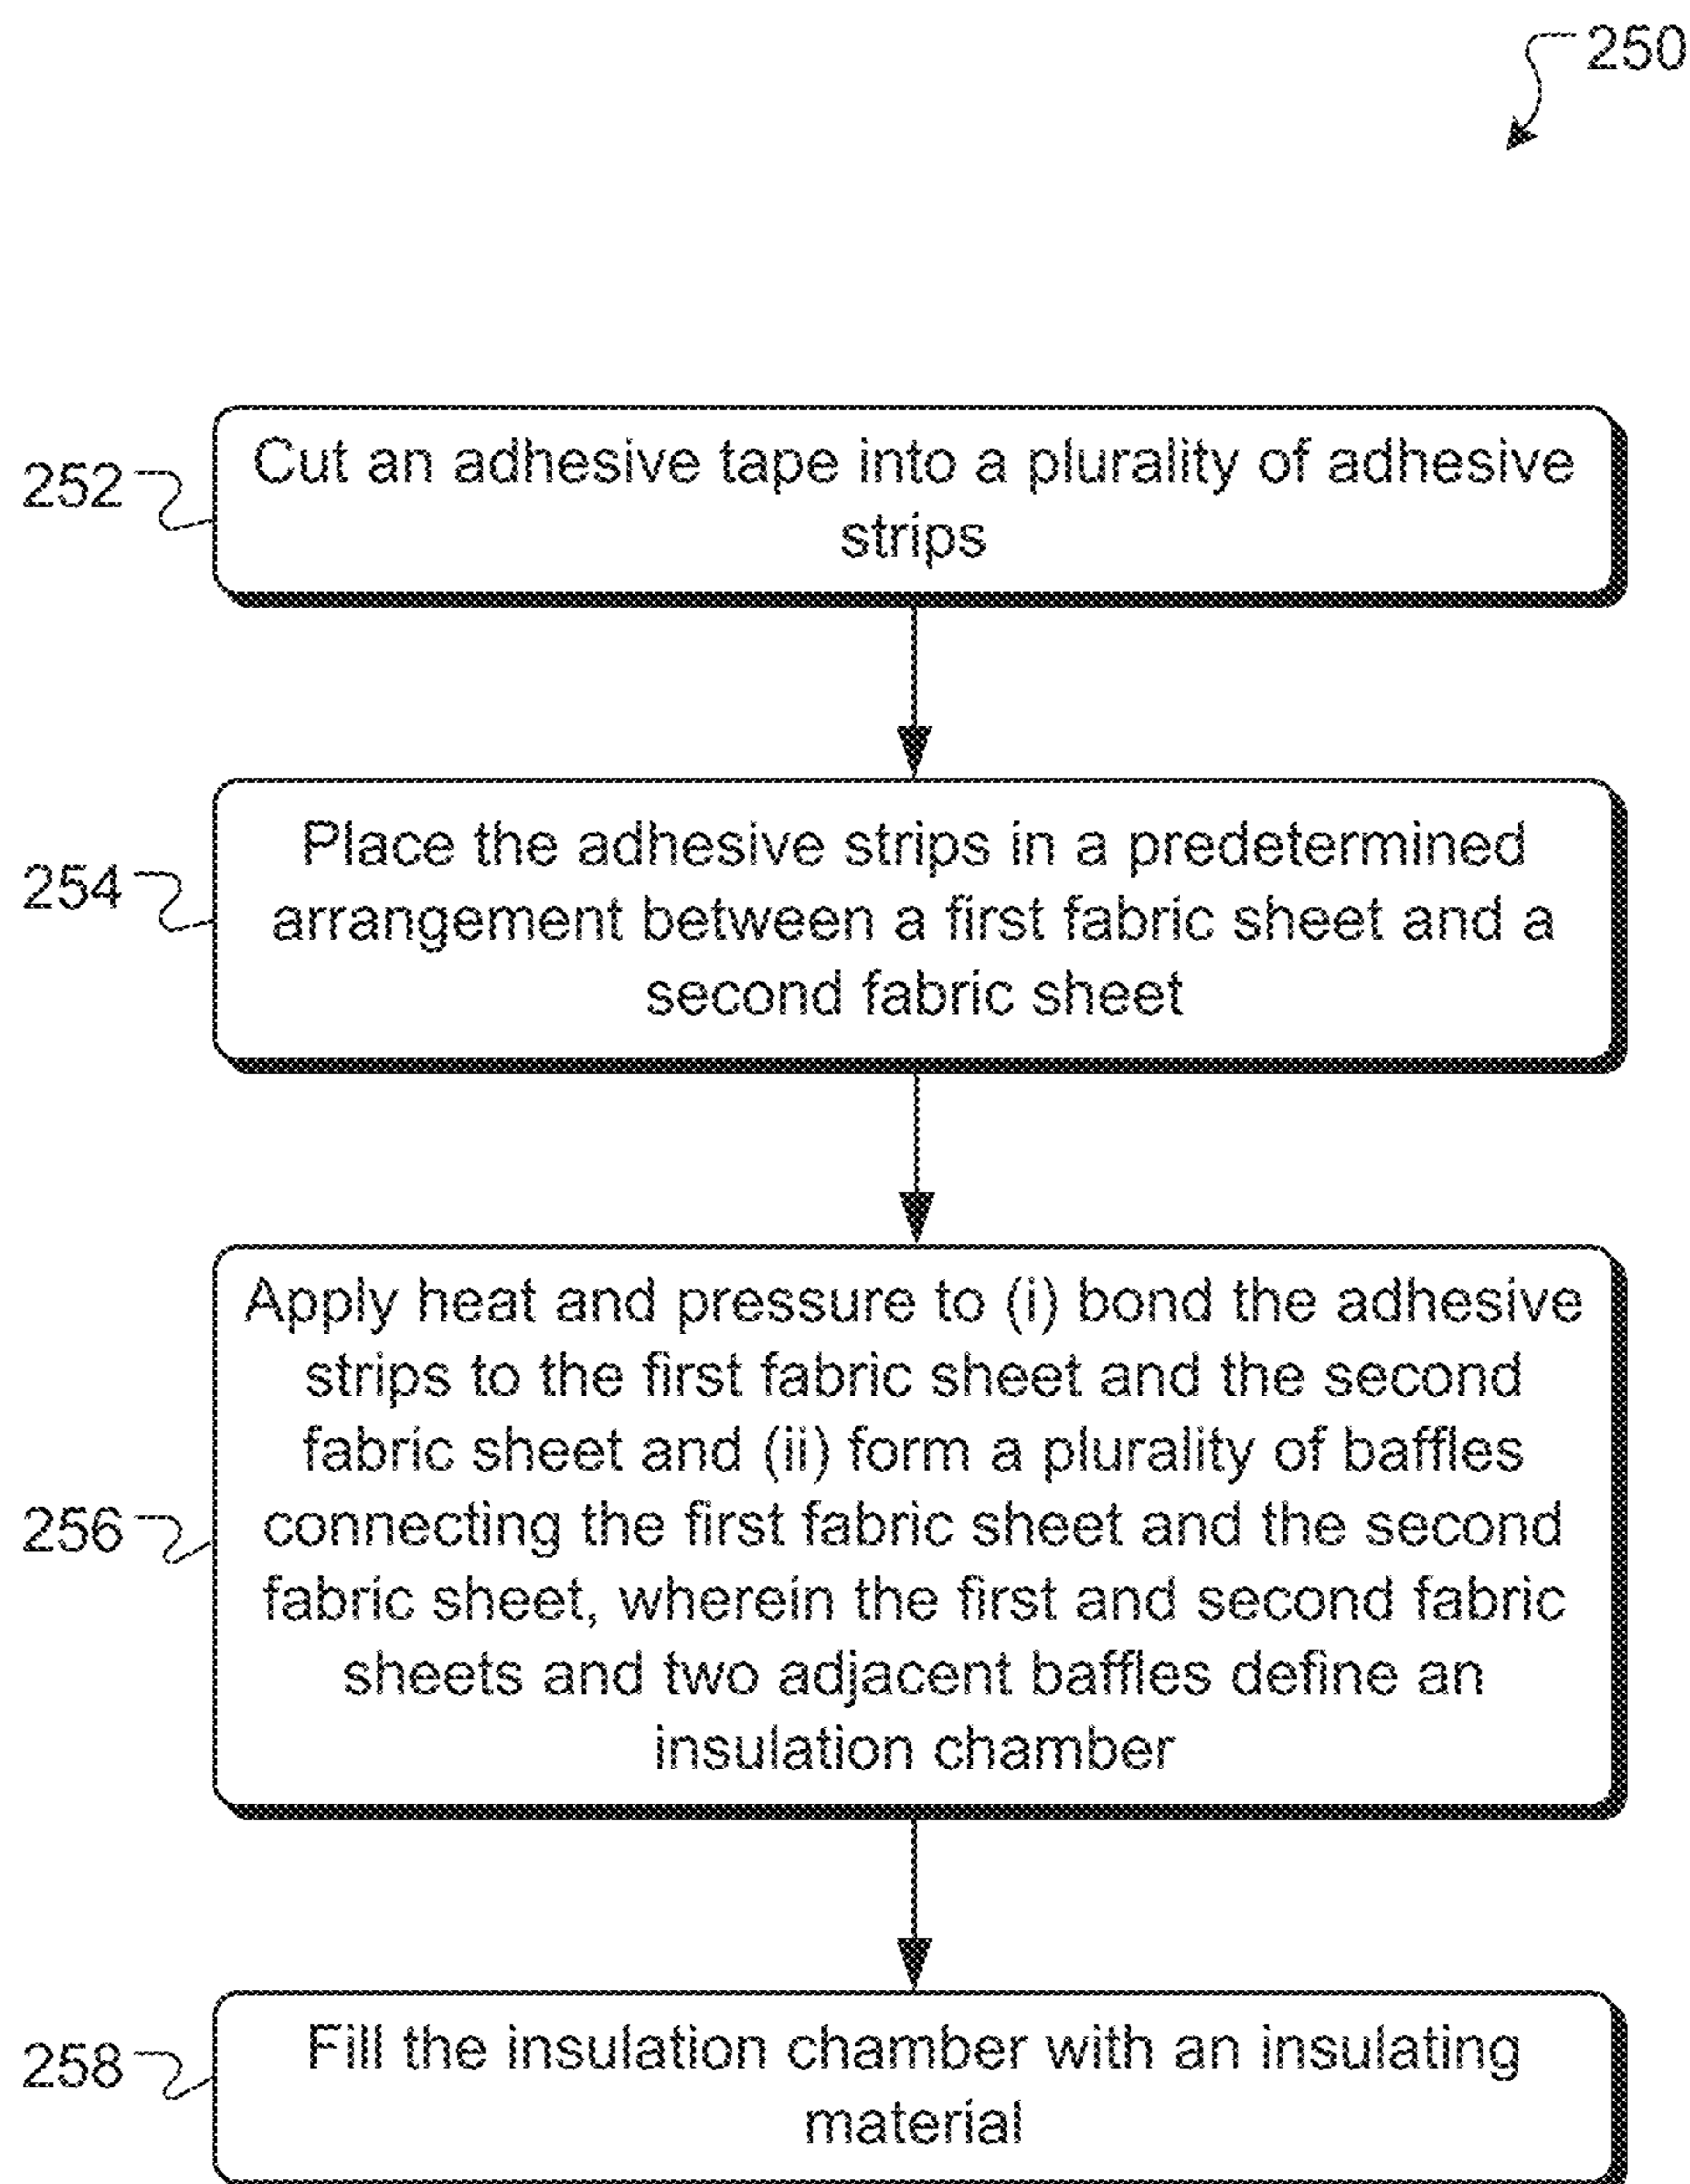 250
252
Cut an adhesive tape into a plurality of adhesive
strips
254
Place the adhesive strips in a predetermined
arrangement between a first fabric sheet and a
second fabric sheet
256
Apply heat and pressure to (i) bond the adhesive
strips to the first fabric sheet and the second
fabric sheet and (ii) form a plurality of baffles
connecting the first fabric sheet and the second
fabric sheet, wherein the first and second fabric
sheets and two adjacent baffles define an
insulation chamber
258
Fill the insulation chamber with an insulating
material